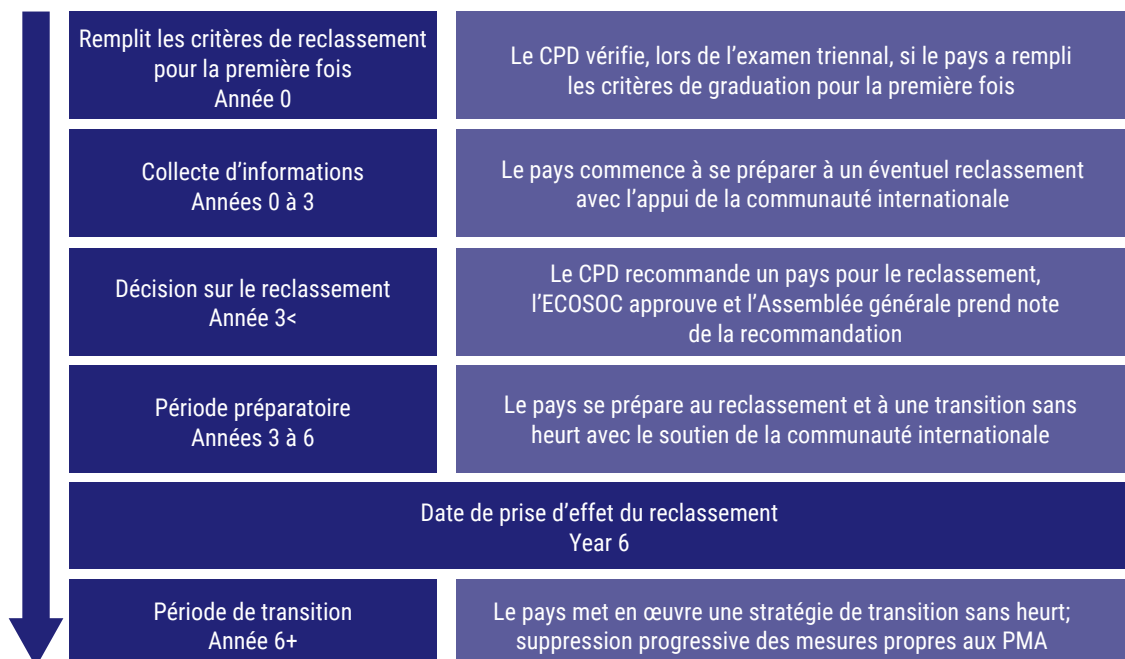 Remplit les critères de reclassement
pour la première fois
Année 0
Le CPD vérifie, lors de l’examen triennal, si le pays a rempli
les critères de graduation pour la première fois
Collecte d’informations
Années 0 à 3
Le pays commence à se préparer à un éventuel reclassement
avec l’appui de la communauté internationale
Décision sur le reclassement
Année 3<
Le CPD recommande un pays pour le reclassement,
l’ECOSOC approuve et l’Assemblée générale prend note
de la recommandation
Période préparatoire
Années 3 à 6
Le pays se prépare au reclassement et à une transition sans
heurt avec le soutien de la communauté internationale
Date de prise d’effet du reclassement
Year 6
Période de transition
Année 6+
Le pays met en œuvre une stratégie de transition sans heurt;
suppression progressive des mesures propres aux PMA